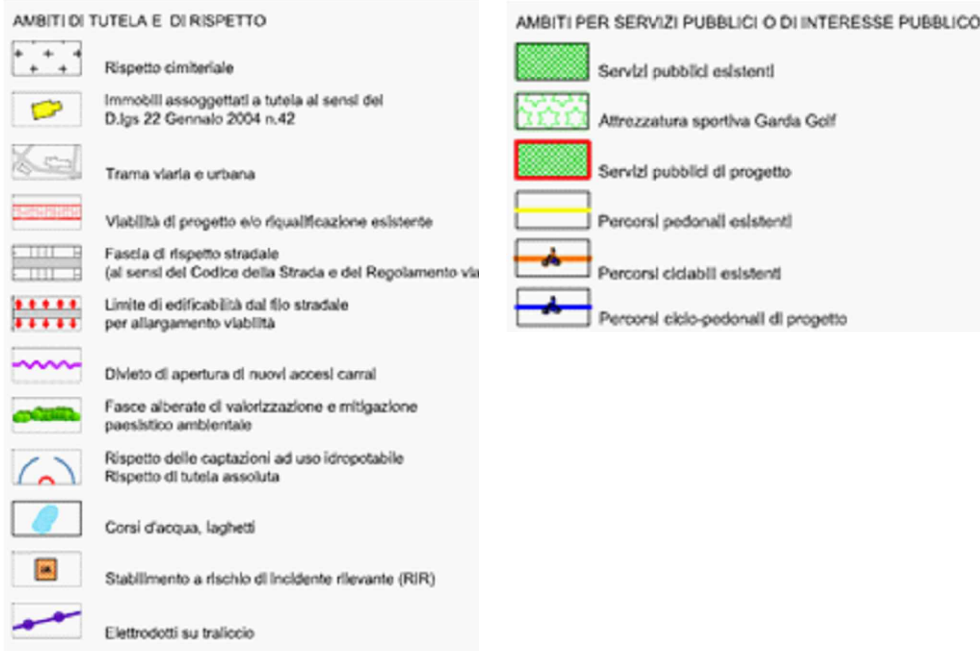 AMBITI DI TUTELA E DI RISPETTO
Rispetto cimiteriale
Immobili assoggettati a tutela ai sensi del
D.lgs 22 Gennaio 2004 n.42
Trama viaria e urbana
Viabilità di progetto e/o riqualificazione esistente
Fascia di rispetto stradale
(ai sensi del Codice della Strada e del Regolamento via
Limite di edificabilità dal filo stradale
per allargamento viabilità
Divieto di apertura di nuovi accesi carrai
Fasce alberate di valorizzazione e mitigazione
paesistico ambientale
Rispetto delle captazioni ad uso idropotabile
Rispetto di tutela assoluta
Corsi d'acqua, laghetti
Stabilimento a rischio di incidente rilevante (RIR)
Elettrodotti su traliccio
AMBITI PER SERVIZI PUBBLICI O DI INTERESSE PUBBLICO
Servizi pubblici esistenti
Attrezzatura sportiva Garda Golf
Servizi pubblici di progetto
Percorsi pedonali esistenti
Percorsi ciclabili esistenti
Percorsi ciclo-pedonali di progetto